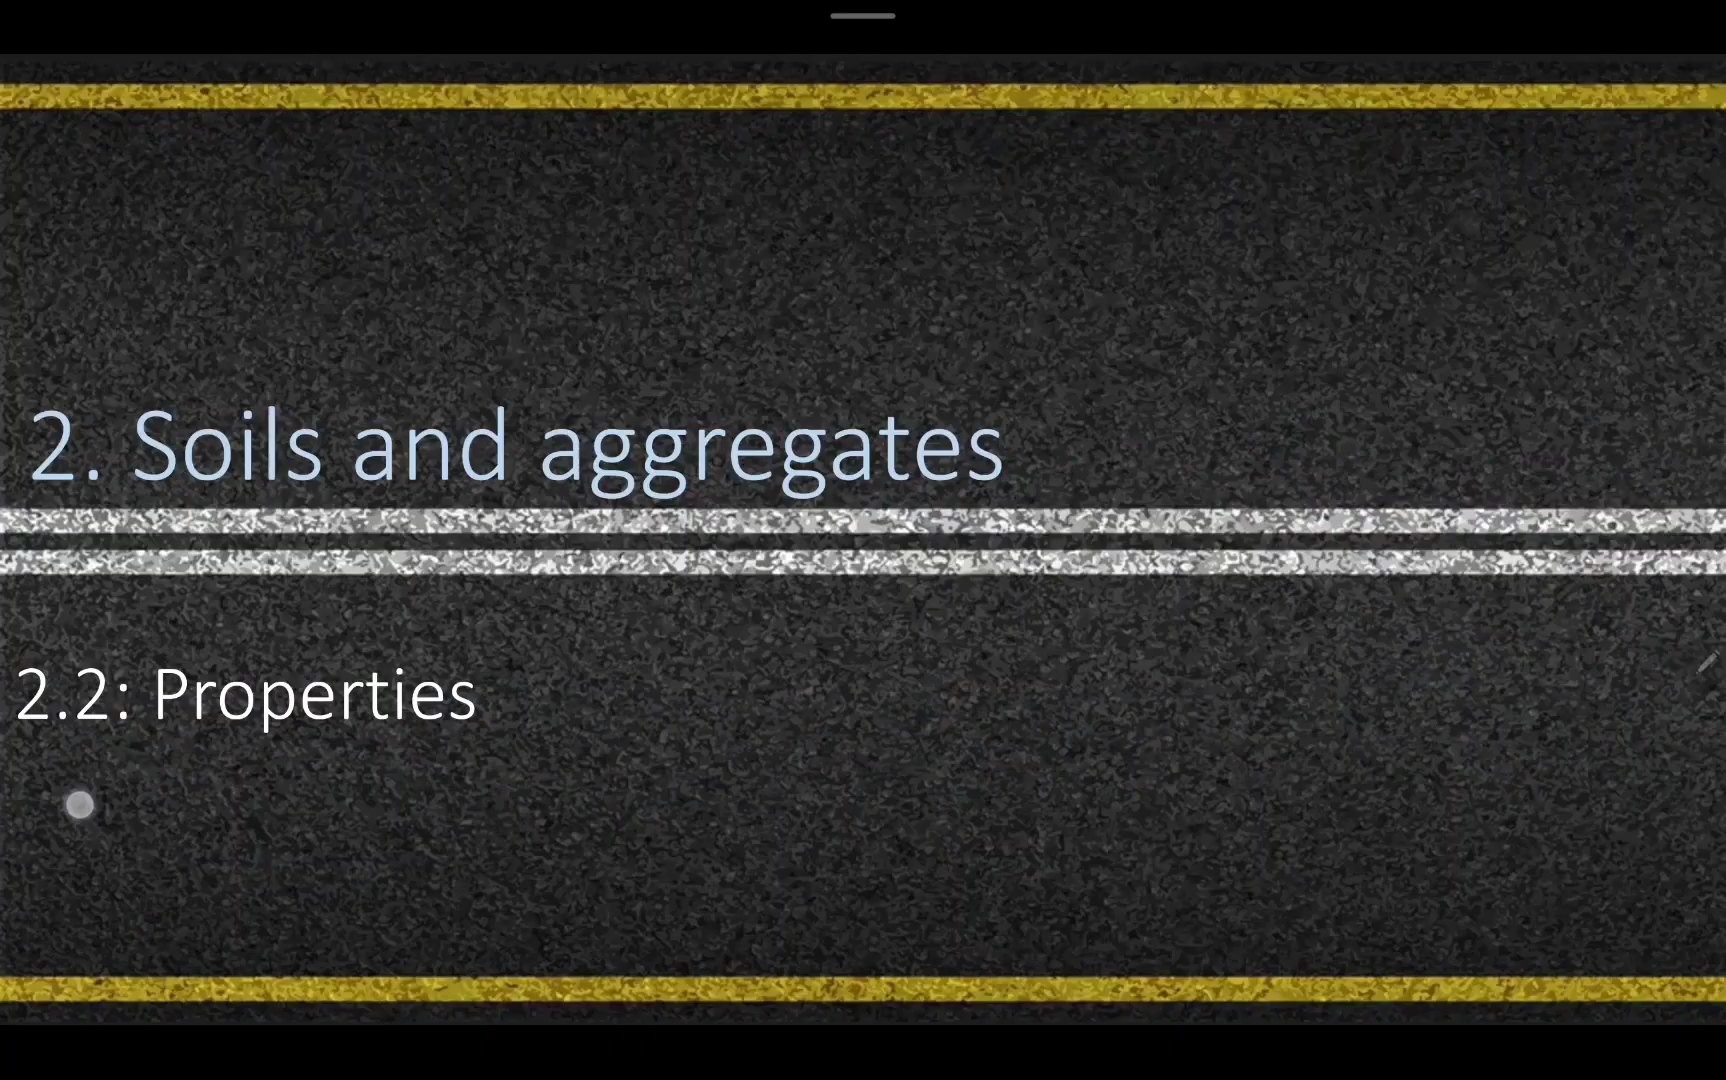 2. Soils and aggregates
2.2: Properties